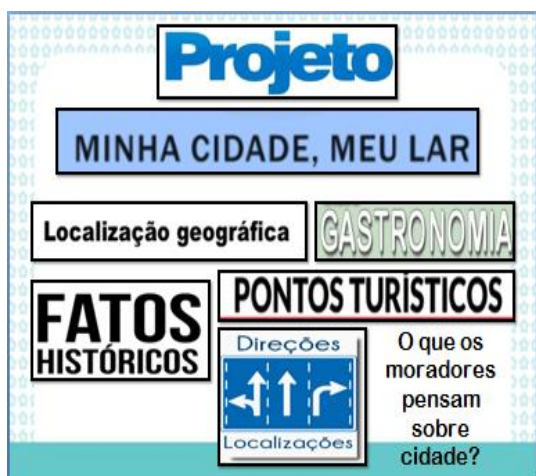 Projeto
MINHA CIDADE, MEU LAR
Localização geográfica
GASTRONOMIA
FATOS
HISTÓRICOS
PONTOS TURÍSTICOS
Direções
Localizações
O que os
moradores
pensam
sobre
cidade?